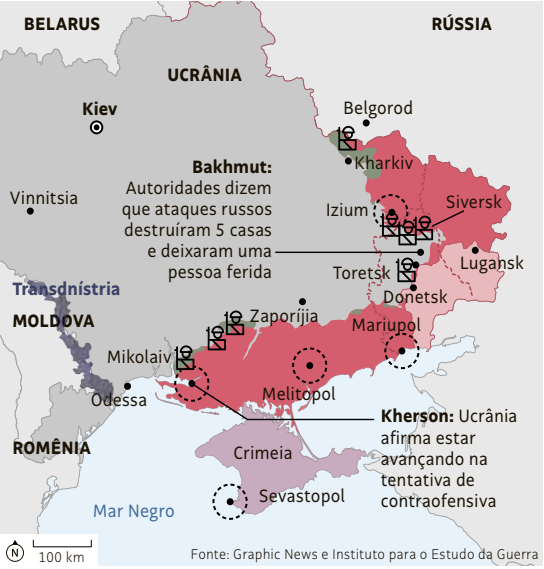 BELARUS
RÚSSIA
UCRÂNIA
Kiev
Belgorod
Kharkiv
Bakhmut:
Autoridades dizem
que ataques russos
destruíram 5 casas
e deixaram uma
pessoa ferida
Vinnitsia
Izium
Siversk
Lugansk
Toretsk
Donetsk
Transdnístria
MOLDOVA
Zaporíjia
Mariupol
Mikolaiv
Odessa
Melitopol
ROMÊNIA
Kherson: Ucrânia
afirma estar
avançando na
tentativa de
contraofensiva
Crimeia
Sevastopol
Mar Negro
N
100 km
Fonte: Graphic News e Instituto para o Estudo da Guerra